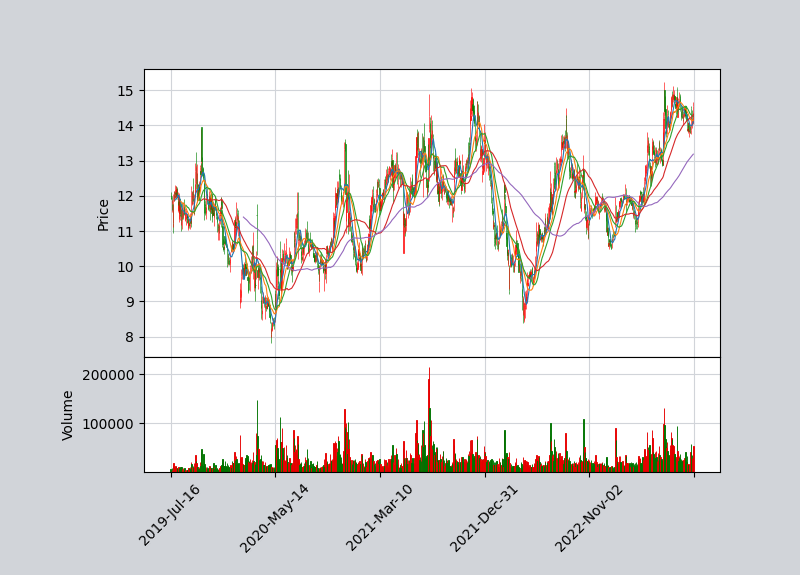 15
14
13
12
11
10
9
8
Price
200000
100000
Volume
2019-Jul-16
2020-May-14
2021-Mar-10
2021-Dec-31
2022-Nov-02